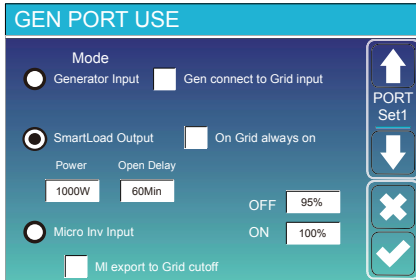 GEN PORT USE
Mode
Generator Input Gen connect to Grid input
PORT
Set1
SmartLoad Output On Grid always on
Power Open Delay
1000W 60Min
OFF 95%
Micro Inv Input ON 100%
MI export to Grid cutoff